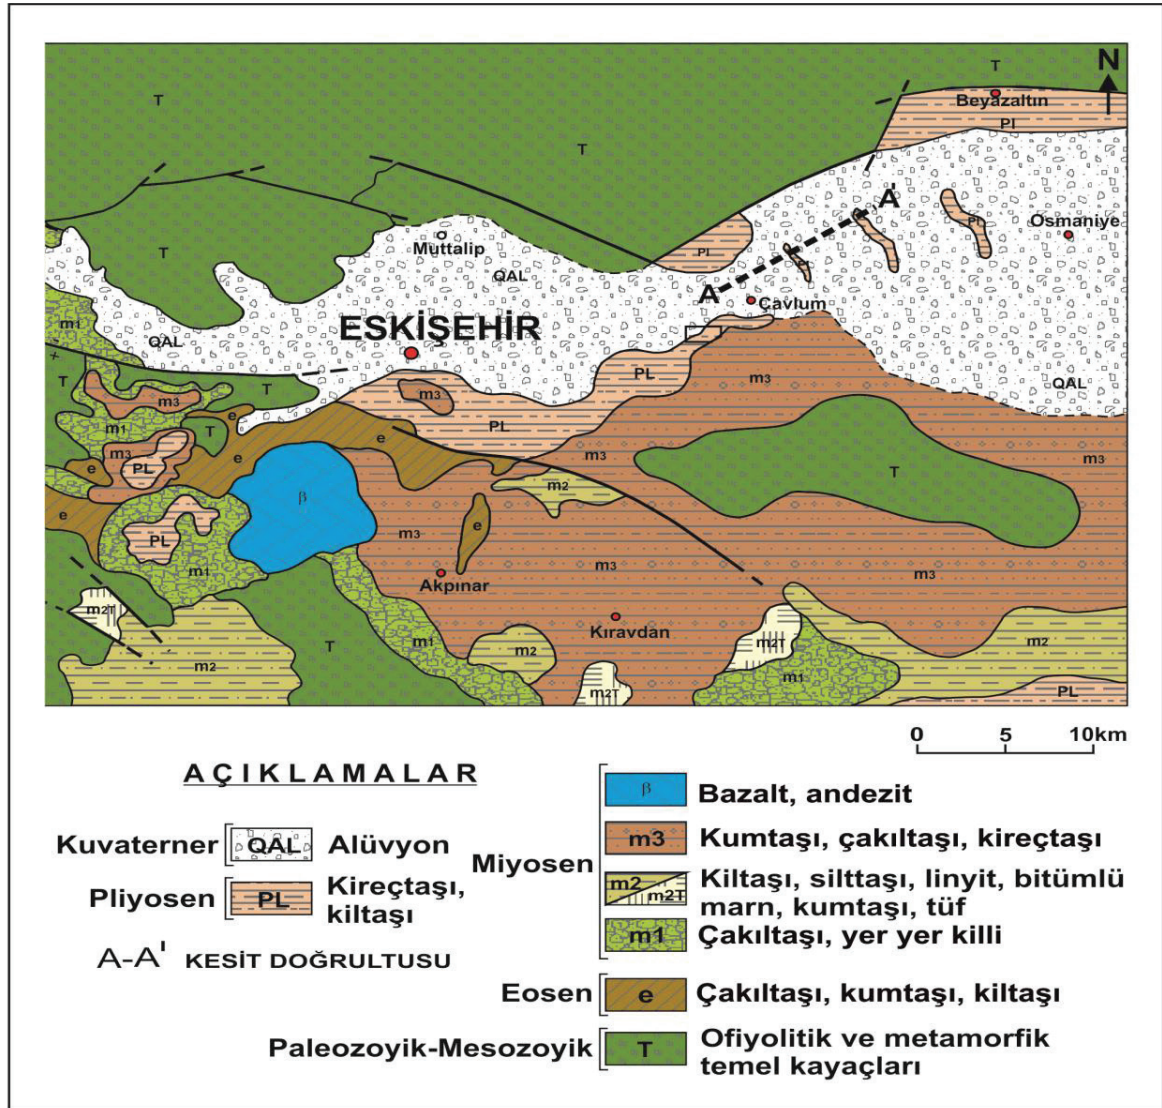 N
T
T
Beyazaltın
Pl
T
A'
Pl
Osmaniye
Muttalip
T
Pl
QAL
A
Çavlum
m1
QAL
ESKİŞEHİR
PL
m3
QAL
T
T
m3
m3
e
m1
T
e
PL
m3
e
m3
m3
PL
e
m2
T
β
e
e
PL
m3
m1
m3
m3
Akpınar
m2T
Kıravdan
m1
m2T
m2
T
m2
m2
m1
m2T
PL
0 5 10km
AÇIKLAMALAR
Kuvaterner QAL Alüvyon
Pliyosen PL Kireçtaşı,
kiltaşı
A-A' KESİT DOĞRULTUSU
Miyosen
β Bazalt, andezit
m3 Kumtaşı, çakıltaşı, kireçtaşı
m2 m2T Kiltaşı, silttaşı, linyit, bitümlü
marn, kumtaşı, tüf
m1 Çakıltaşı, yer yer killi
Eosen e Çakıltaşı, kumtaşı, kiltaşı
Paleozoyik-Mesozoyik T Ofiyolitik ve metamorfik
temel kayaçları